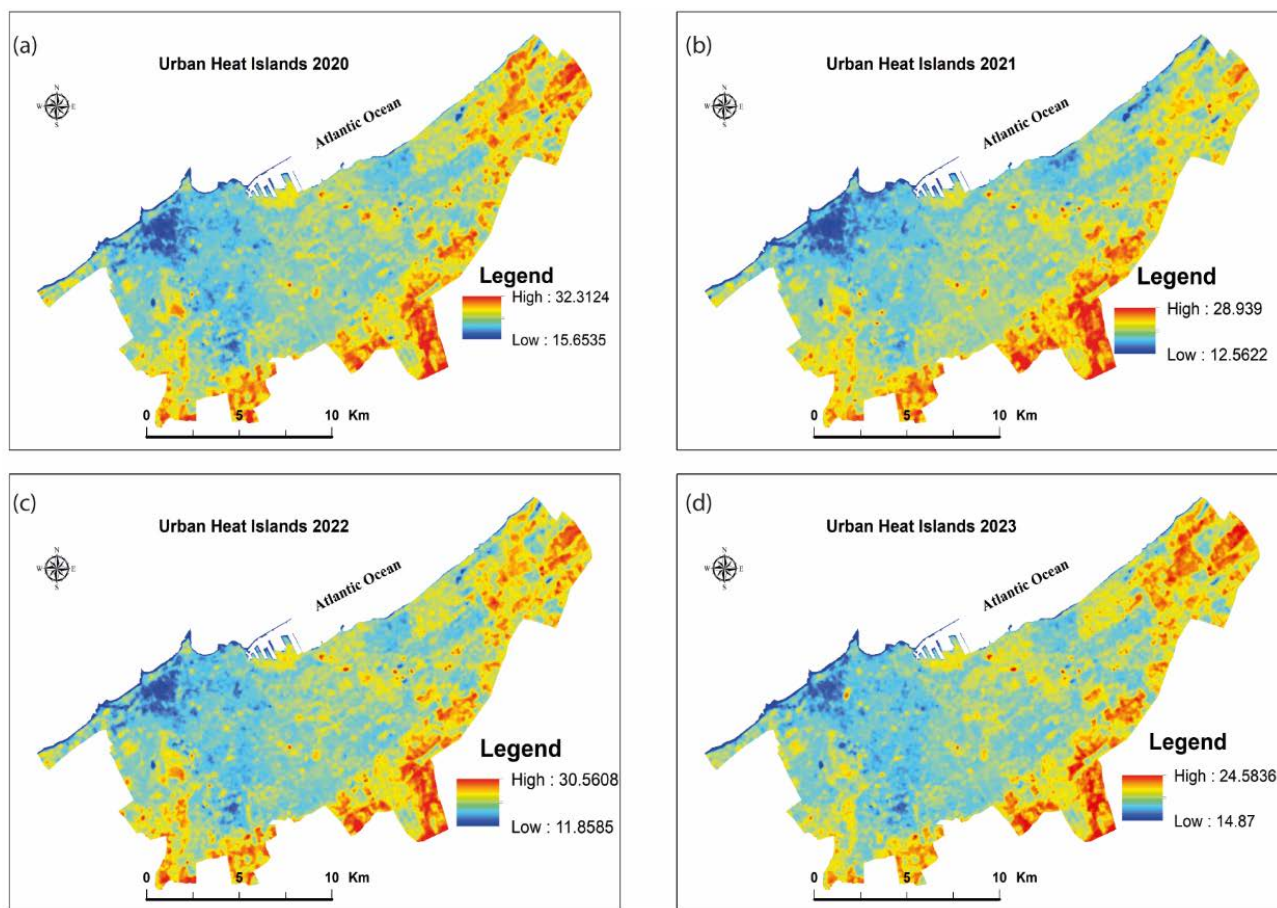 (a)
Urban Heat Islands 2020
N
W E
S
Atlantic Ocean
Legend
High : 32.3124
Low : 15.6535
0 5 10 Km
(b)
Urban Heat Islands 2021
N
W E
S
Atlantic Ocean
Legend
High : 28.939
Low : 12.5622
0 5 10 Km
(c)
Urban Heat Islands 2022
N
W E
S
Atlantic Ocean
Legend
High : 30.5608
Low : 11.8585
0 5 10 Km
(d)
Urban Heat Islands 2023
N
W E
S
Atlantic Ocean
Legend
High : 24.5836
Low : 14.87
0 5 10 Km